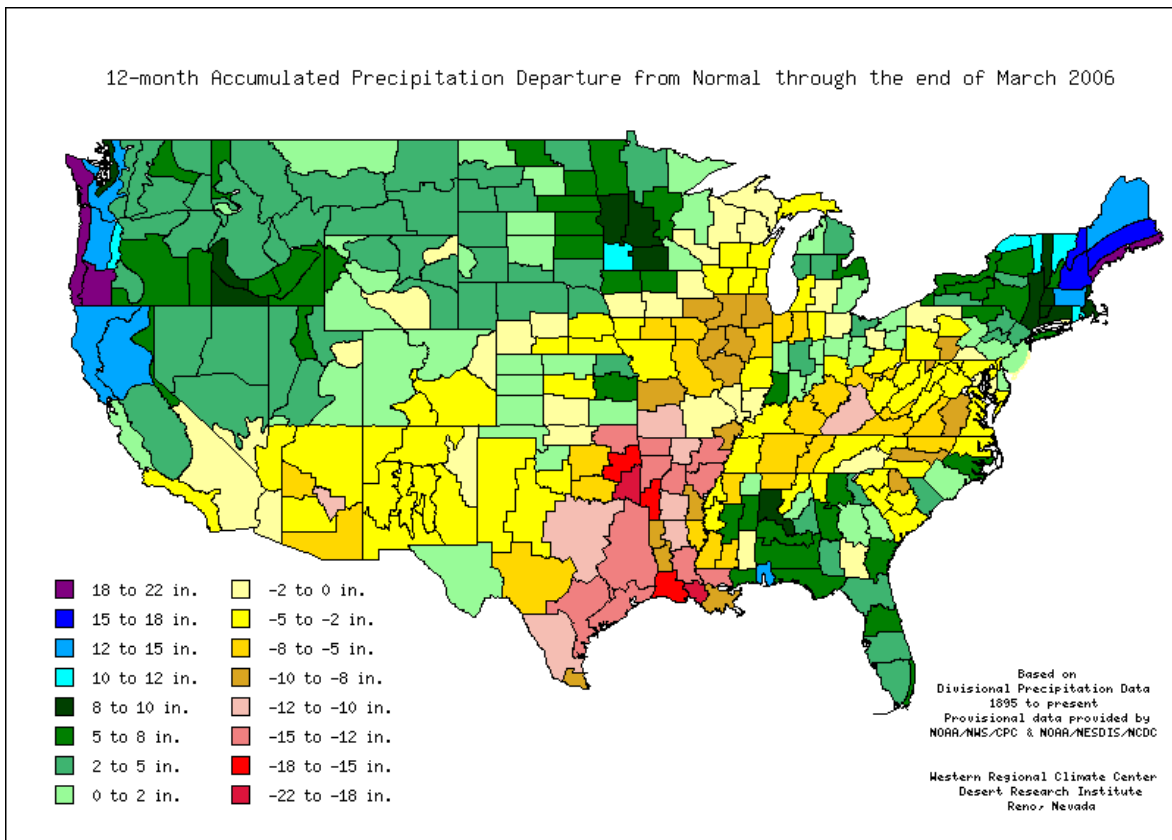 12-month Accumulated Precipitation Departure from Normal through the end of March 2006
18 to 22 in.
15 to 18 in.
12 to 15 in.
10 to 12 in.
8 to 10 in.
5 to 8 in.
2 to 5 in.
0 to 2 in.
-2 to 0 in.
-5 to -2 in.
-8 to -5 in.
-10 to -8 in.
-12 to -10 in.
-15 to -12 in.
-18 to -15 in.
-22 to -18 in.
Based on
Divisional Precipitation Data
1895 to present
Provisional data provided by
NOAA/NWS/CPC & NOAA/NESDIS/NCDC
Western Regional Climate Center
Desert Research Institute
Reno, Nevada